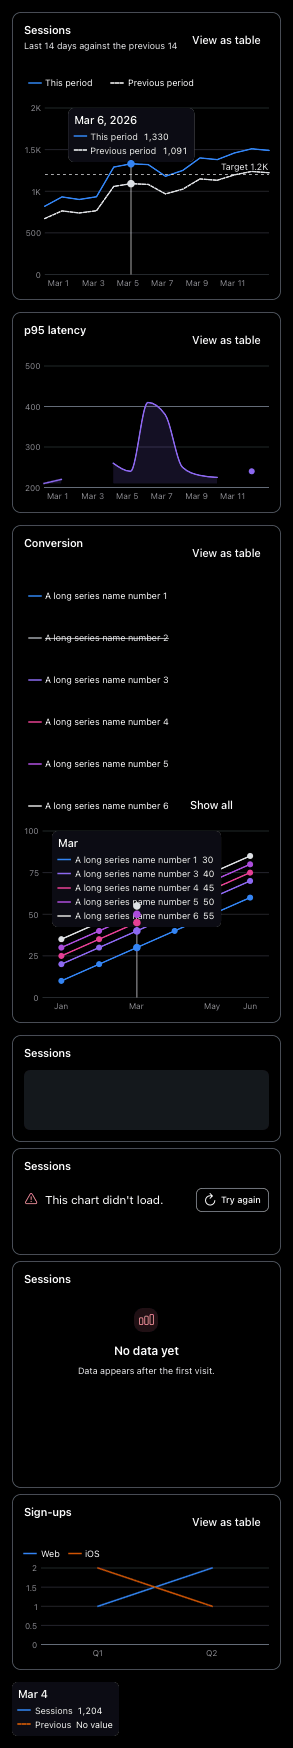 Sessions
Last 14 days against the previous 14
View as table
This period
Previous period
2K
Mar 6, 2026
This period 1,330
Previous period 1,091
1.5K
Target 1.2K
1K
500
0
Mar 1 Mar 3 Mar 5 Mar 7 Mar 9 Mar 11
p95 latency
View as table
500
400
300
200
Mar 1 Mar 3 Mar 5 Mar 7 Mar 9 Mar 11
Conversion
View as table
A long series name number 1
A long series name number 2
A long series name number 3
A long series name number 4
A long series name number 5
A long series name number 6
Show all
100
Mar
A long series name number 1 30
A long series name number 3 40
A long series name number 4 45
A long series name number 5 50
A long series name number 6 55
75
50
25
0
Jan Mar May Jun
Sessions
Sessions
This chart didn't load.
Try again
Sessions
No data yet
Data appears after the first visit.
Sign-ups
View as table
Web iOS
2
1.5
1
0.5
0
Q1 Q2
Mar 4
Sessions 1,204
Previous No value